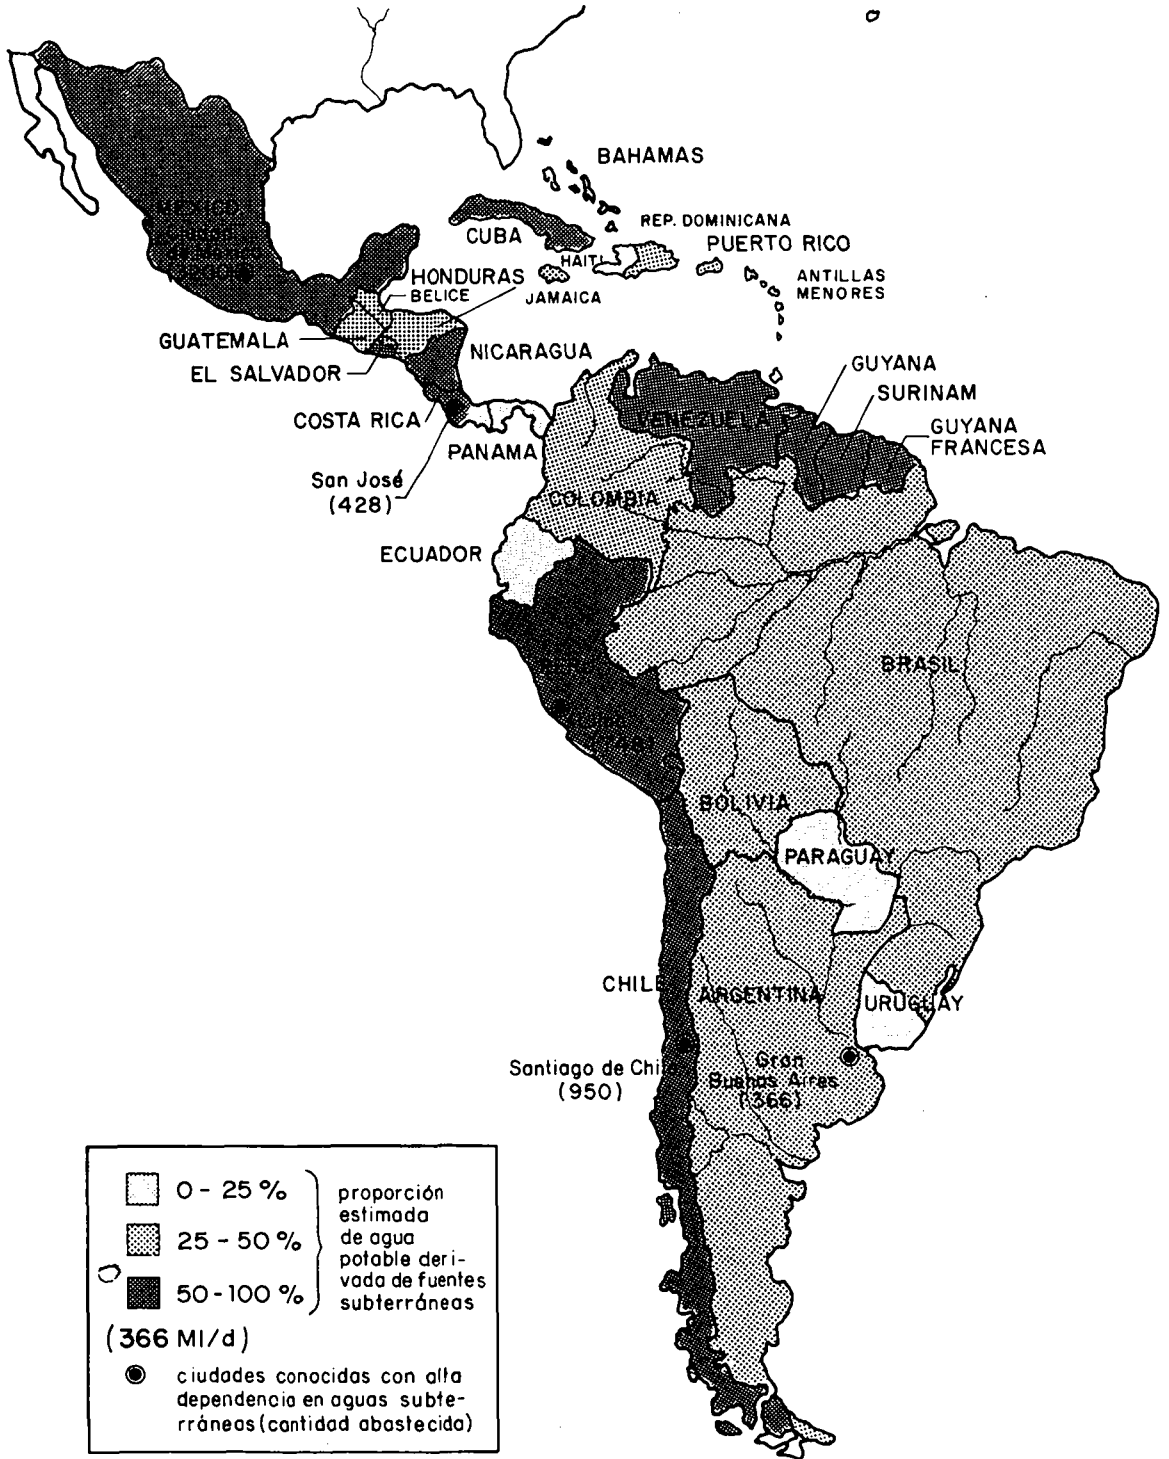 BAHAMAS
REP. DOMINICANA
PUERTO RICO
CUBA
HAITI
ANTILLAS
MENORES
MEXICO
HONDURAS
BELICE
JAMAICA
GUATEMALA
NICARAGUA
EL SALVADOR
GUYANA
SURINAM
COSTA RICA
VENEZUELA
GUYANA
FRANCESA
PANAMA
San José
(428)
COLOMBIA
ECUADOR
BRASIL
BOLIVIA
PARAGUAY
CHILE
ARGENTINA
URUGUAY
Santiago de Chile
(950)
Gran
Buenos Aires
(366)
0 - 25 %
25 - 50 %
50 - 100 %
proporción
estimada
de agua
potable deri-
vada de fuentes
subterráneas
(366 Ml/d)
ciudades conocidas con alta
dependencia en aguas subte-
rráneas (cantidad abastecida)